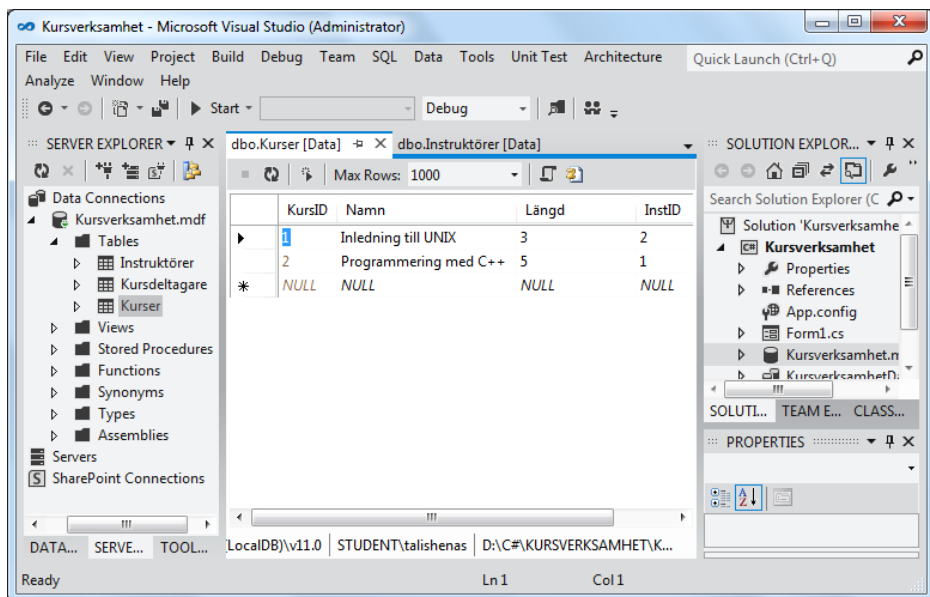 Kursverksamhet - Microsoft Visual Studio (Administrator)
File Edit View Project Build Debug Team SQL Data Tools Unit Test Architecture
Quick Launch (Ctrl+Q)
Analyze Window Help
Start
Debug
SERVER EXPLORER
Data Connections
Kursverksamhet.mdf
Tables
Instruktörer
Kursdeltagare
Kurser
Views
Stored Procedures
Functions
Synonyms
Types
Assemblies
Servers
SharePoint Connections
DATA... SERVE... TOOL...
dbo.Kurser [Data] dbo.Instruktörer [Data]
Max Rows: 1000
KursID Namn Längd InstID
1 Inledning till UNIX 3 2
2 Programmering med C++ 5 1
NULL NULL NULL NULL
(LocalDB)\v11.0 STUDENT\talishenas D:\C#\KURSVERKSAMHET\K...
SOLUTION EXPLOR...
Search Solution Explorer (C
Solution 'Kursverksamhe
C# Kursverksamhet
Properties
References
App.config
Form1.cs
Kursverksamhet.m
KursverksamhetDa
SOLUTI... TEAM E... CLASS...
PROPERTIES
Ready Ln 1 Col 1